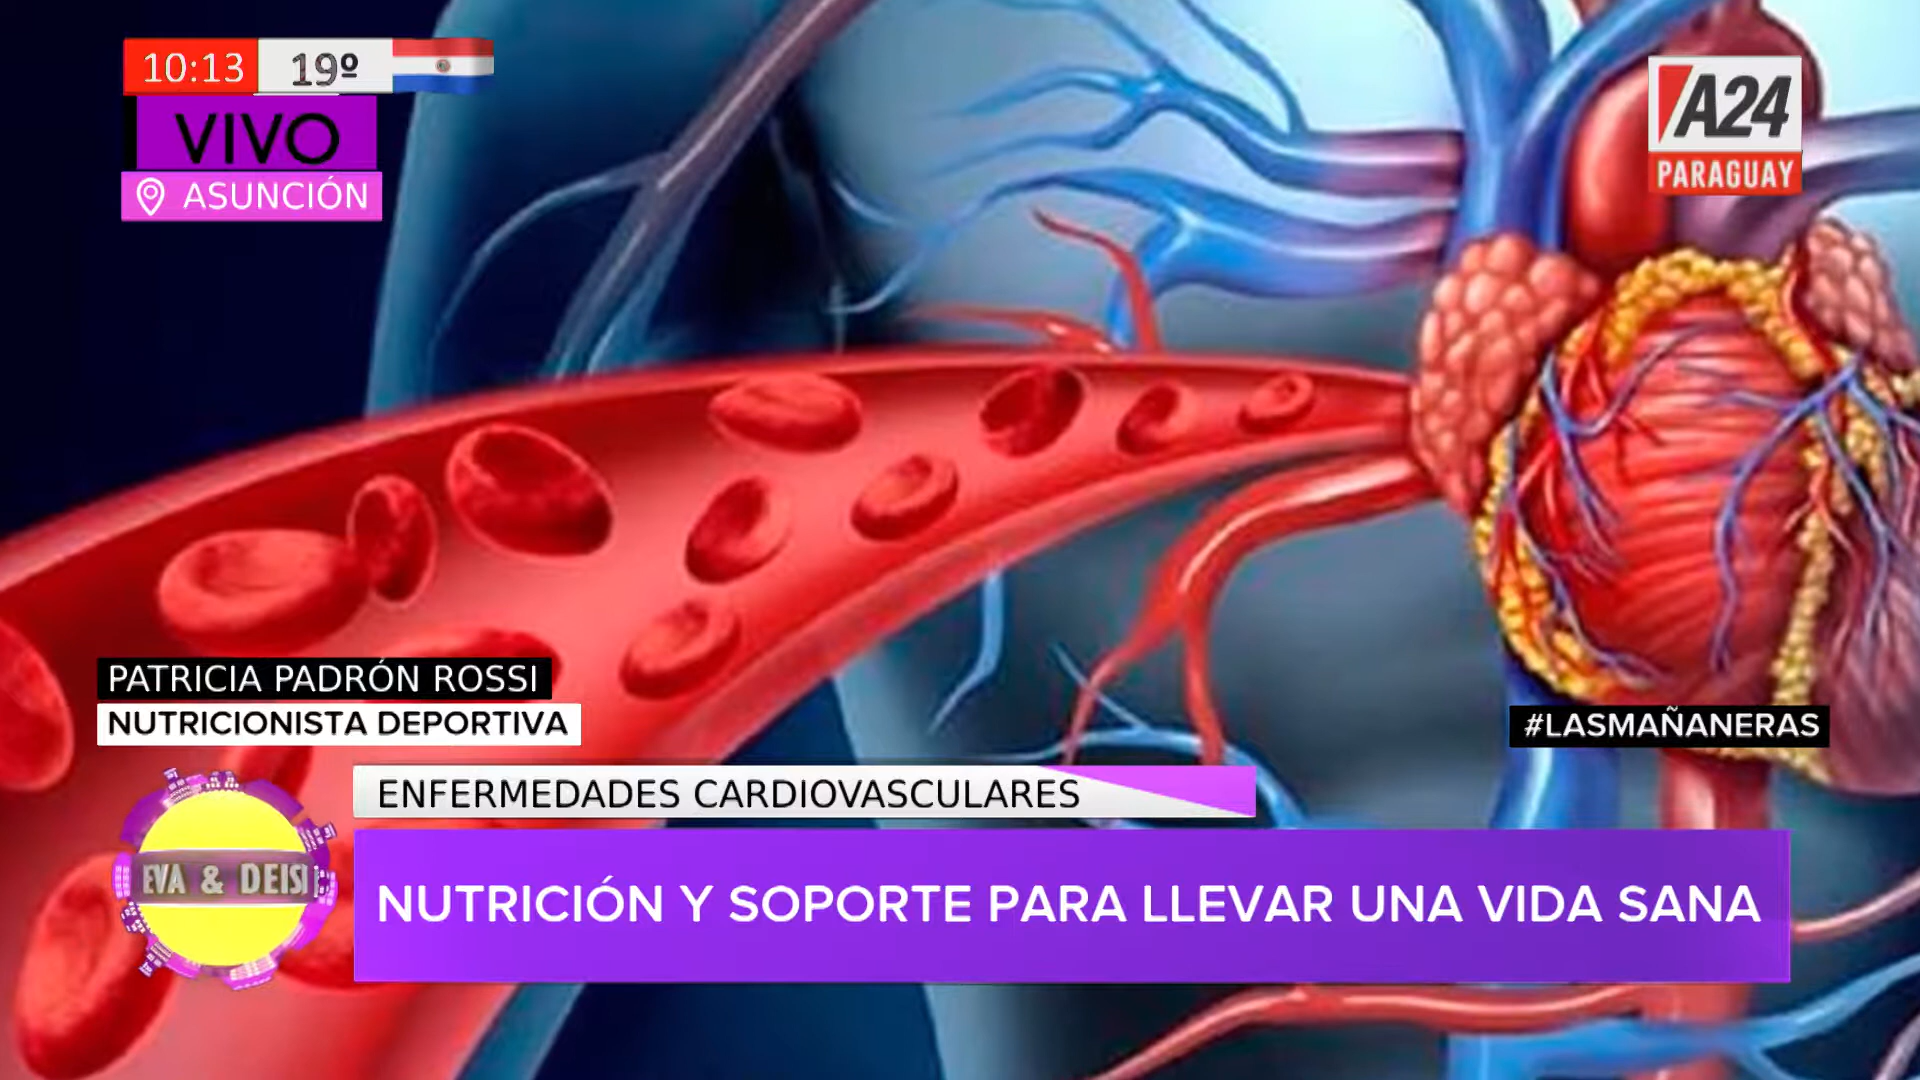 10:13 19º
VIVO
ASUNCIÓN
A24
PARAGUAY
PATRICIA PADRÓN ROSSI
NUTRICIONISTA DEPORTIVA
#LASMAÑANERAS
ENFERMEDADES CARDIOVASCULARES
EVA & DEISI
NUTRICIÓN Y SOPORTE PARA LLEVAR UNA VIDA SANA